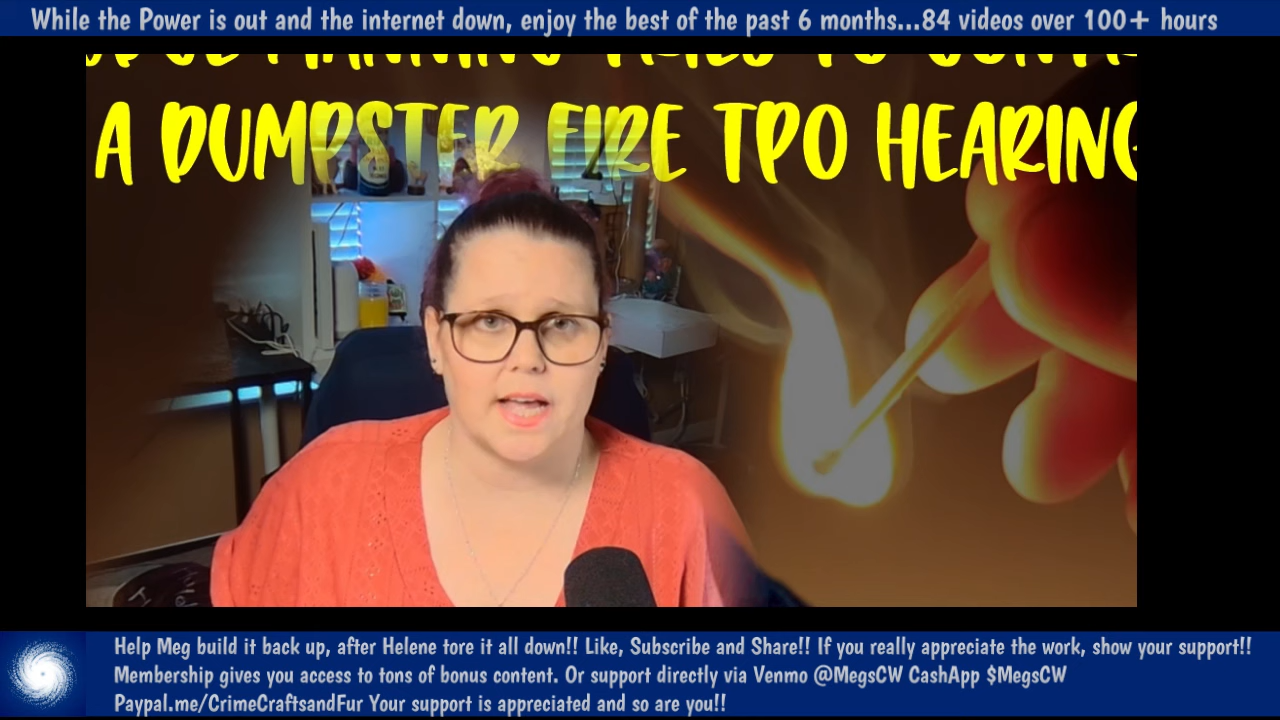 While the Power is out and the internet down, enjoy the best of the past 6 months...84 videos over 100+ hours
MANNING TRIES TO
A DUMPSTER FIRE TPO HEARING
Help Meg build it back up, after Helene tore it all down!! Like, Subscribe and Share!! If you really appreciate the work, show your support!!
Membership gives you access to tons of bonus content. Or support directly via Venmo @MegsCW CashApp $MegsCW
Paypal.me/CrimeCraftsandFur Your support is appreciated and so are you!!